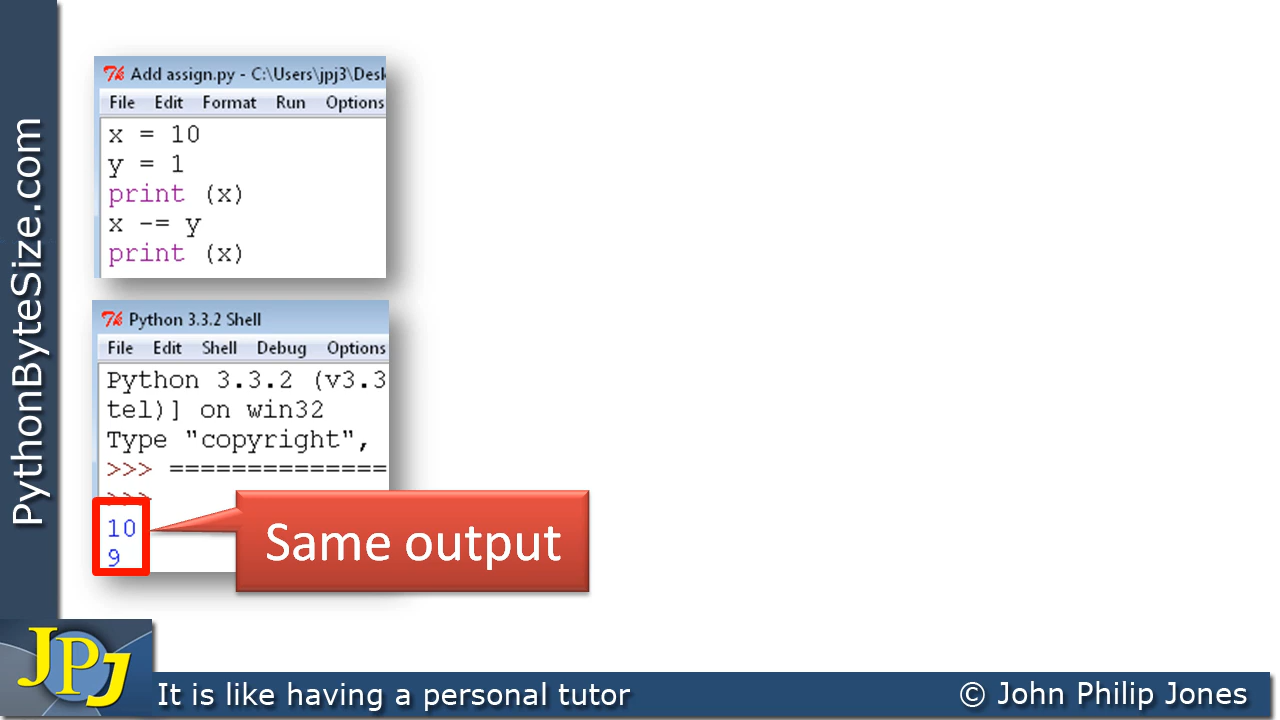 PythonByteSize.com
Add assign.py - C:\Users\jpj3\Desk
File Edit Format Run Options
x = 10
y = 1
print (x)
x -= y
print (x)
Python 3.3.2 Shell
File Edit Shell Debug Options
Python 3.3.2 (v3.3
tel)] on win32
Type "copyright",
>>> ==============
>>>
10
9
Same output
JPJ
It is like having a personal tutor
© John Philip Jones